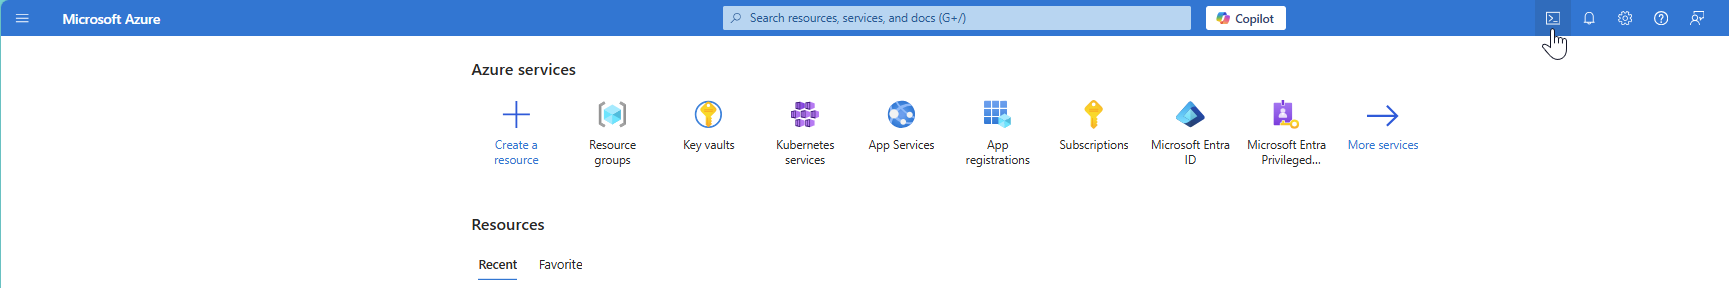 Microsoft Azure
Search resources, services, and docs (G+/)
Copilot
Azure services
Create a
resource
Resource
groups
Key vaults
Kubernetes
services
App Services
App
registrations
Subscriptions
Microsoft Entra
ID
Microsoft Entra
Privileged...
More services
Resources
Recent
Favorite